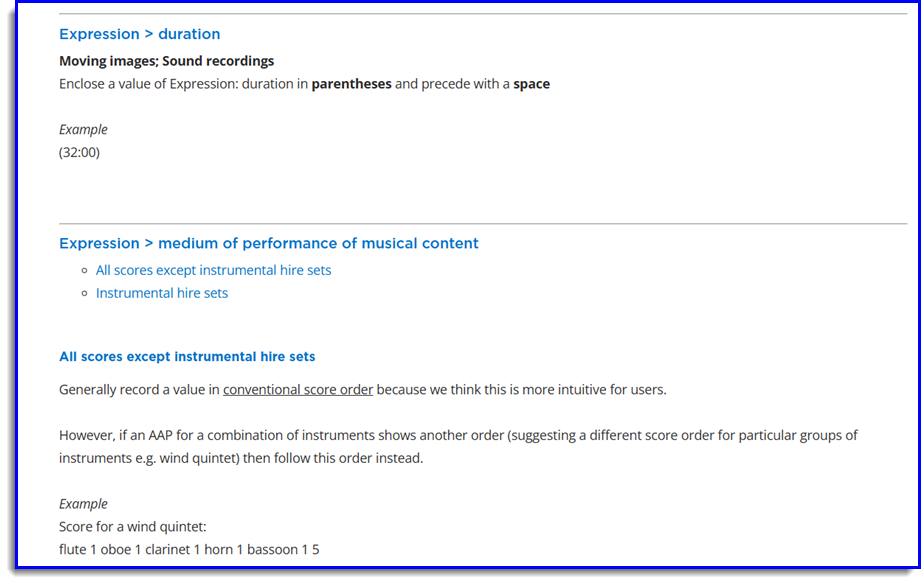 Expression > duration
Moving images; Sound recordings
Enclose a value of Expression: duration in parentheses and precede with a space
Example
(32:00)
Expression > medium of performance of musical content
All scores except instrumental hire sets
Instrumental hire sets
All scores except instrumental hire sets
Generally record a value in conventional score order because we think this is more intuitive for users.
However, if an AAP for a combination of instruments shows another order (suggesting a different score order for particular groups of
instruments e.g. wind quintet) then follow this order instead.
Example
Score for a wind quintet:
flute 1 oboe 1 clarinet 1 horn 1 bassoon 1 5